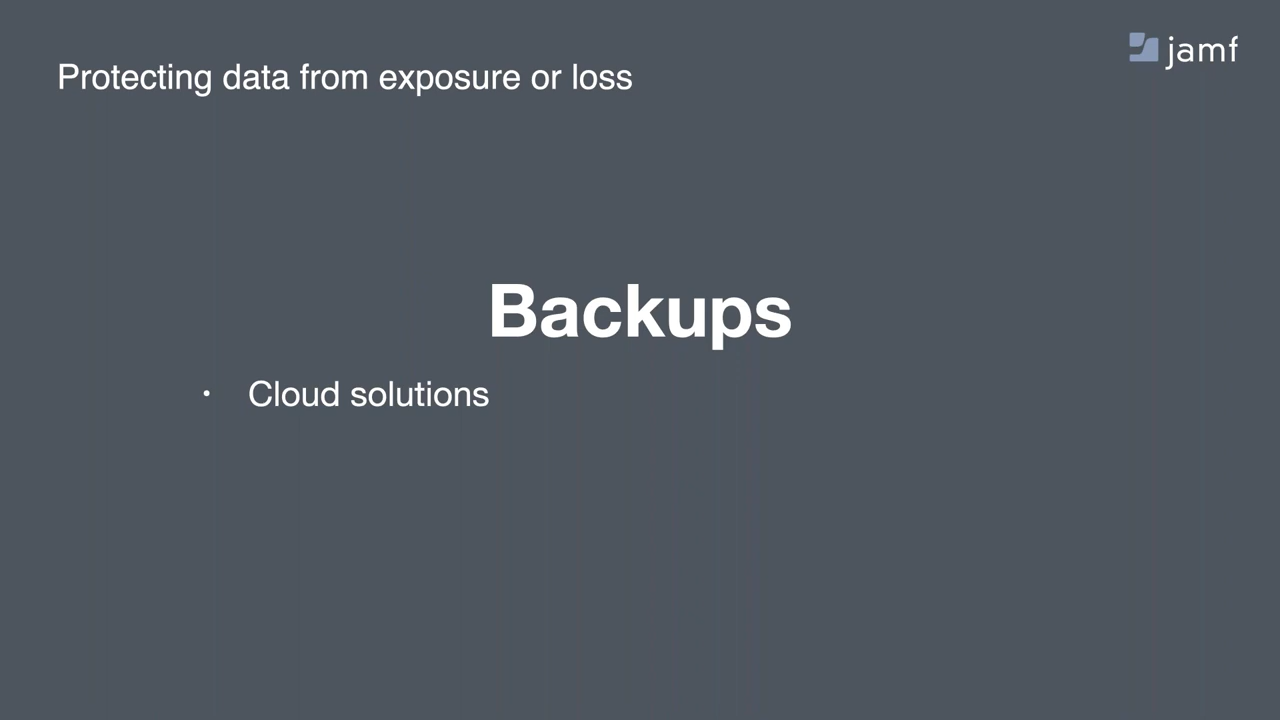 jamf
Protecting data from exposure or loss
Backups
• Cloud solutions